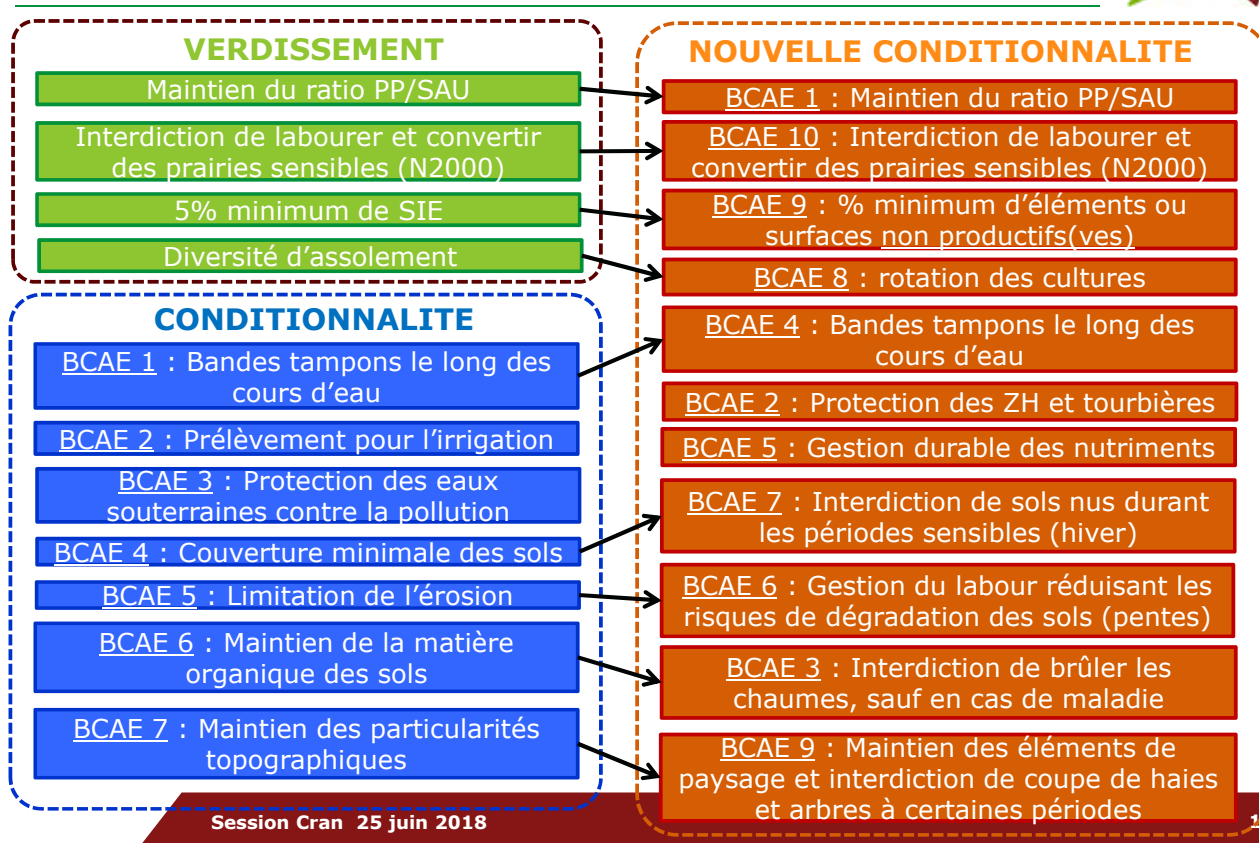 VERDISSEMENT
Maintien du ratio PP/SAU
Interdiction de labourer et convertir
des prairies sensibles (N2000)
5% minimum de SIE
Diversité d'assolement
CONDITIONNALITE
BCAE 1 : Bandes tampons le long des
cours d'eau
BCAE 2 : Prélèvement pour l'irrigation
BCAE 3 : Protection des eaux
souterraines contre la pollution
BCAE 4 : Couverture minimale des sols
BCAE 5 : Limitation de l'érosion
BCAE 6 : Maintien de la matière
organique des sols
BCAE 7 : Maintien des particularités
topographiques
NOUVELLE CONDITIONNALITE
BCAE 1 : Maintien du ratio PP/SAU
BCAE 10 : Interdiction de labourer et
convertir des prairies sensibles (N2000)
BCAE 9 : % minimum d'éléments ou
surfaces non productifs(ves)
BCAE 8 : rotation des cultures
BCAE 4 : Bandes tampons le long des
cours d'eau
BCAE 2 : Protection des ZH et tourbières
BCAE 5 : Gestion durable des nutriments
BCAE 7 : Interdiction de sols nus durant
les périodes sensibles (hiver)
BCAE 6 : Gestion du labour réduisant les
risques de dégradation des sols (pentes)
BCAE 3 : Interdiction de brûler les
chaumes, sauf en cas de maladie
BCAE 9 : Maintien des éléments de
paysage et interdiction de coupe de haies
et arbres à certaines périodes
Session Cran 25 juin 2018